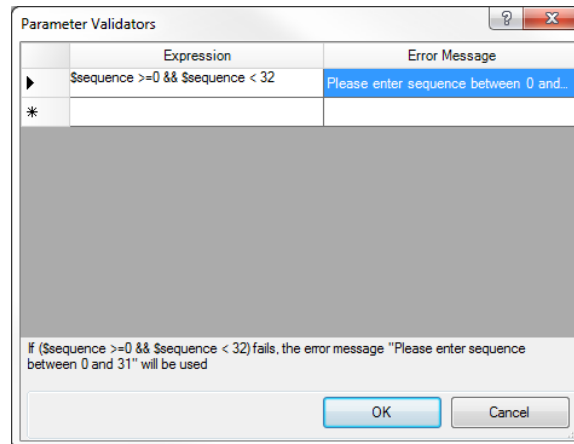 Parameter Validators
Expression Error Message
$sequence >=0 && $sequence < 32 Please enter sequence between 0 and...
If ($sequence >=0 && $sequence < 32) fails, the error message "Please enter sequence
between 0 and 31" will be used
OK Cancel